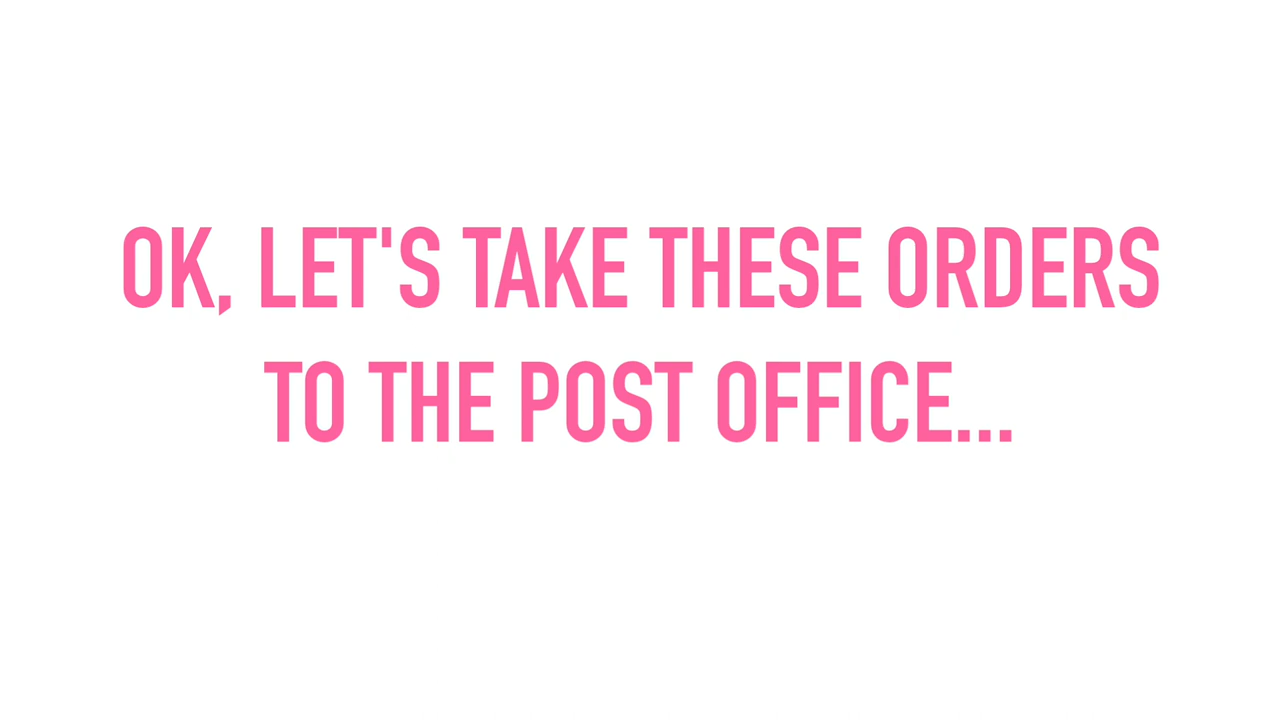 OK, LET'S TAKE THESE ORDERS
TO THE POST OFFICE...